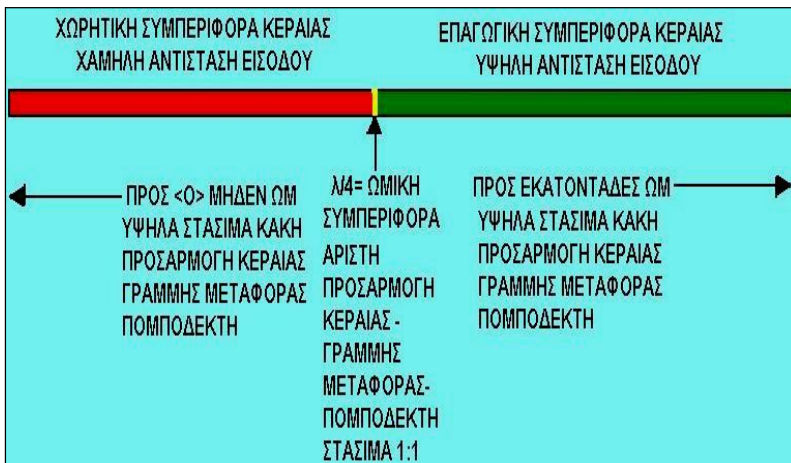 ΧΩΡΗΤΙΚΗ ΣΥΜΠΕΡΙΦΟΡΑ ΚΕΡΑΙΑΣ
ΧΑΜΗΛΗ ΑΝΤΙΣΤΑΣΗ ΕΙΣΟΔΟΥ
ΕΠΑΓΩΓΙΚΗ ΣΥΜΠΕΡΙΦΟΡΑ ΚΕΡΑΙΑΣ
ΥΨΗΛΗ ΑΝΤΙΣΤΑΣΗ ΕΙΣΟΔΟΥ
ΠΡΟΣ <Ο> ΜΗΔΕΝ ΩΜ
ΥΨΗΛΑ ΣΤΑΣΙΜΑ ΚΑΚΗ
ΠΡΟΣΑΡΜΟΓΗ ΚΕΡΑΙΑΣ
ΓΡΑΜΜΗΣ ΜΕΤΑΦΟΡΑΣ
ΠΟΜΠΟΔΕΚΤΗ
λ/4= ΩΜΙΚΗ
ΣΥΜΠΕΡΙΦΟΡΑ
ΑΡΙΣΤΗ
ΠΡΟΣΑΡΜΟΓΗ
ΚΕΡΑΙΑΣ -
ΓΡΑΜΜΗΣ
ΜΕΤΑΦΟΡΑΣ-
ΠΟΜΠΟΔΕΚΤΗ
ΣΤΑΣΙΜΑ 1:1
ΠΡΟΣ ΕΚΑΤΟΝΤΑΔΕΣ ΩΜ
ΥΨΗΛΑ ΣΤΑΣΙΜΑ ΚΑΚΗ
ΠΡΟΣΑΡΜΟΓΗ ΚΕΡΑΙΑΣ
ΓΡΑΜΜΗΣ ΜΕΤΑΦΟΡΑΣ
ΠΟΜΠΟΔΕΚΤΗ